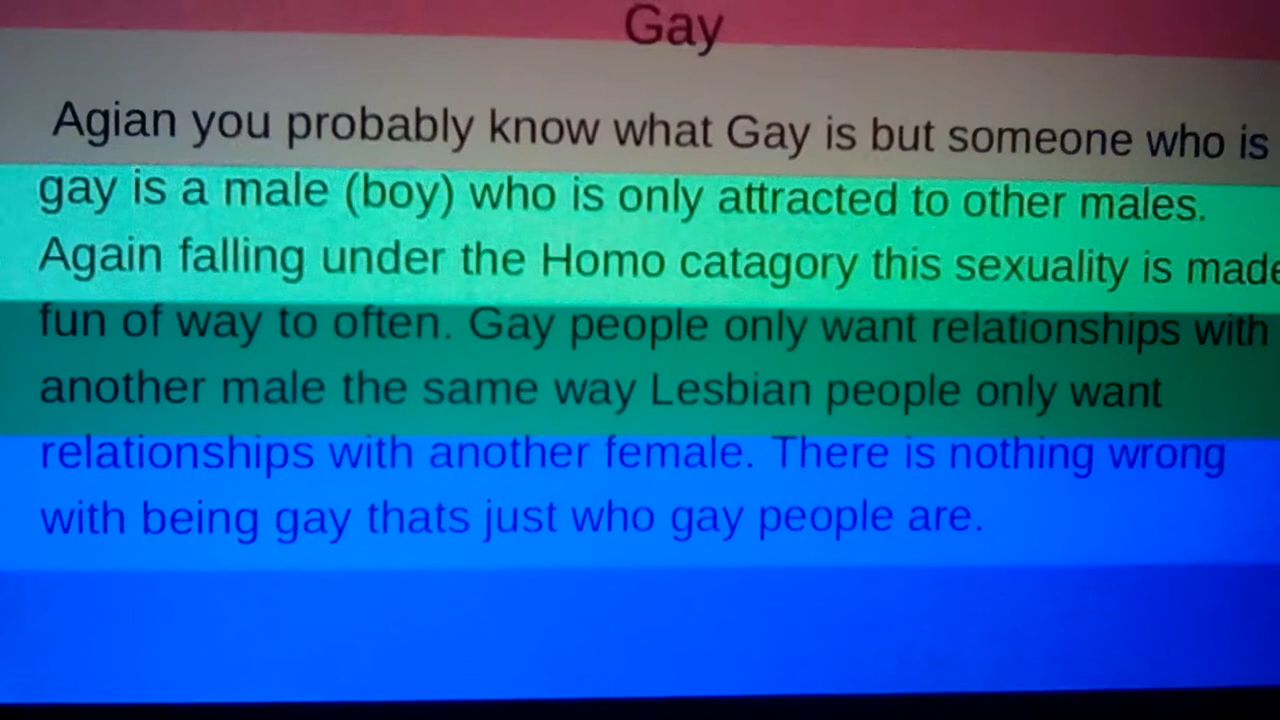 Gay
Agian you probably know what Gay is but someone who is
gay is a male (boy) who is only attracted to other males.
Again falling under the Homo catagory this sexuality is made
fun of way to often. Gay people only want relationships with
another male the same way Lesbian people only want
relationships with another female. There is nothing wrong
with being gay thats just who gay people are.